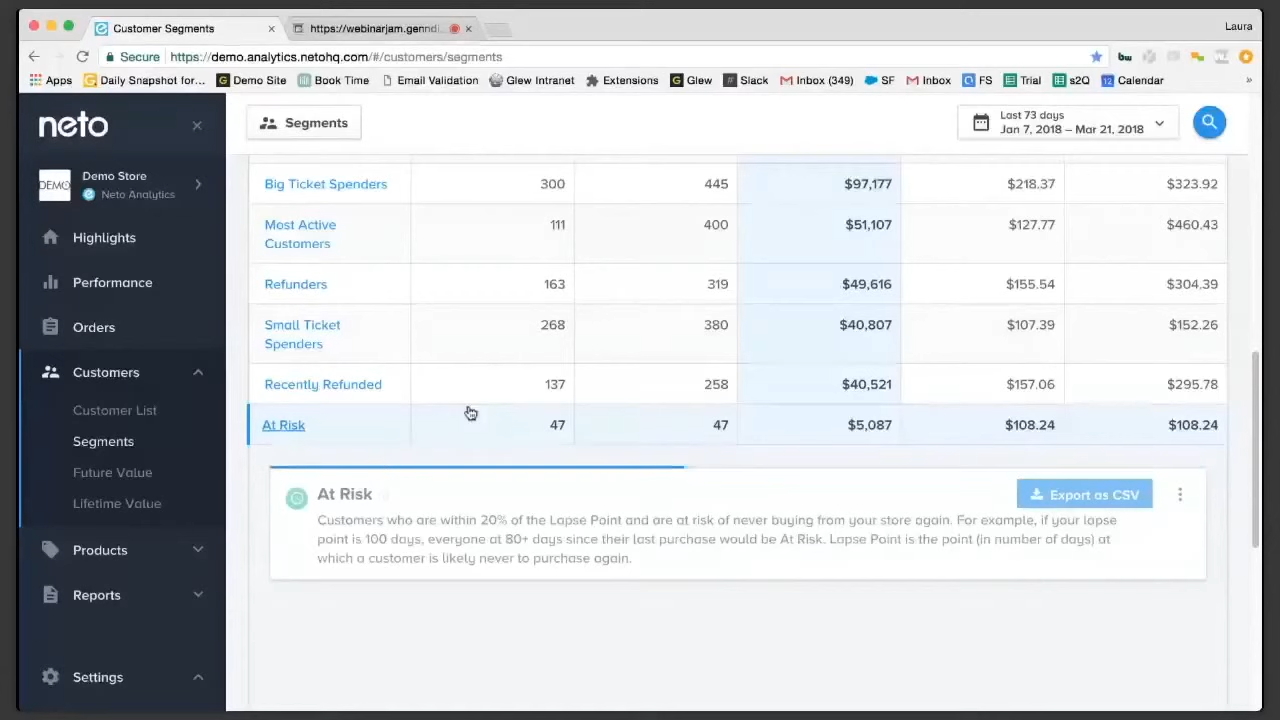 Customer Segments
https://webinarjam.genndi...
Laura
Secure https://demo.analytics.netohq.com/#/customers/segments
Apps Daily Snapshot for... Demo Site Book Time Email Validation Glew Intranet Extensions Glew Slack Inbox (349) SF Inbox FS Trial s2Q Calendar »
neto
Segments
Last 73 days
Jan 7, 2018 – Mar 21, 2018
DEMO
Demo Store
Neto Analytics
Highlights
Performance
Orders
Customers
Customer List
Segments
Future Value
Lifetime Value
Products
Reports
Settings
Big Ticket Spenders 300 445 $97,177 $218.37 $323.92
Most Active
Customers 111 400 $51,107 $127.77 $460.43
Refunders 163 319 $49,616 $155.54 $304.39
Small Ticket
Spenders 268 380 $40,807 $107.39 $152.26
Recently Refunded 137 258 $40,521 $157.06 $295.78
At Risk 47 47 $5,087 $108.24 $108.24
At Risk
Export as CSV
Customers who are within 20% of the Lapse Point and are at risk of never buying from your store again. For example, if your lapse
point is 100 days, everyone at 80+ days since their last purchase would be At Risk. Lapse Point is the point (in number of days) at
which a customer is likely never to purchase again.